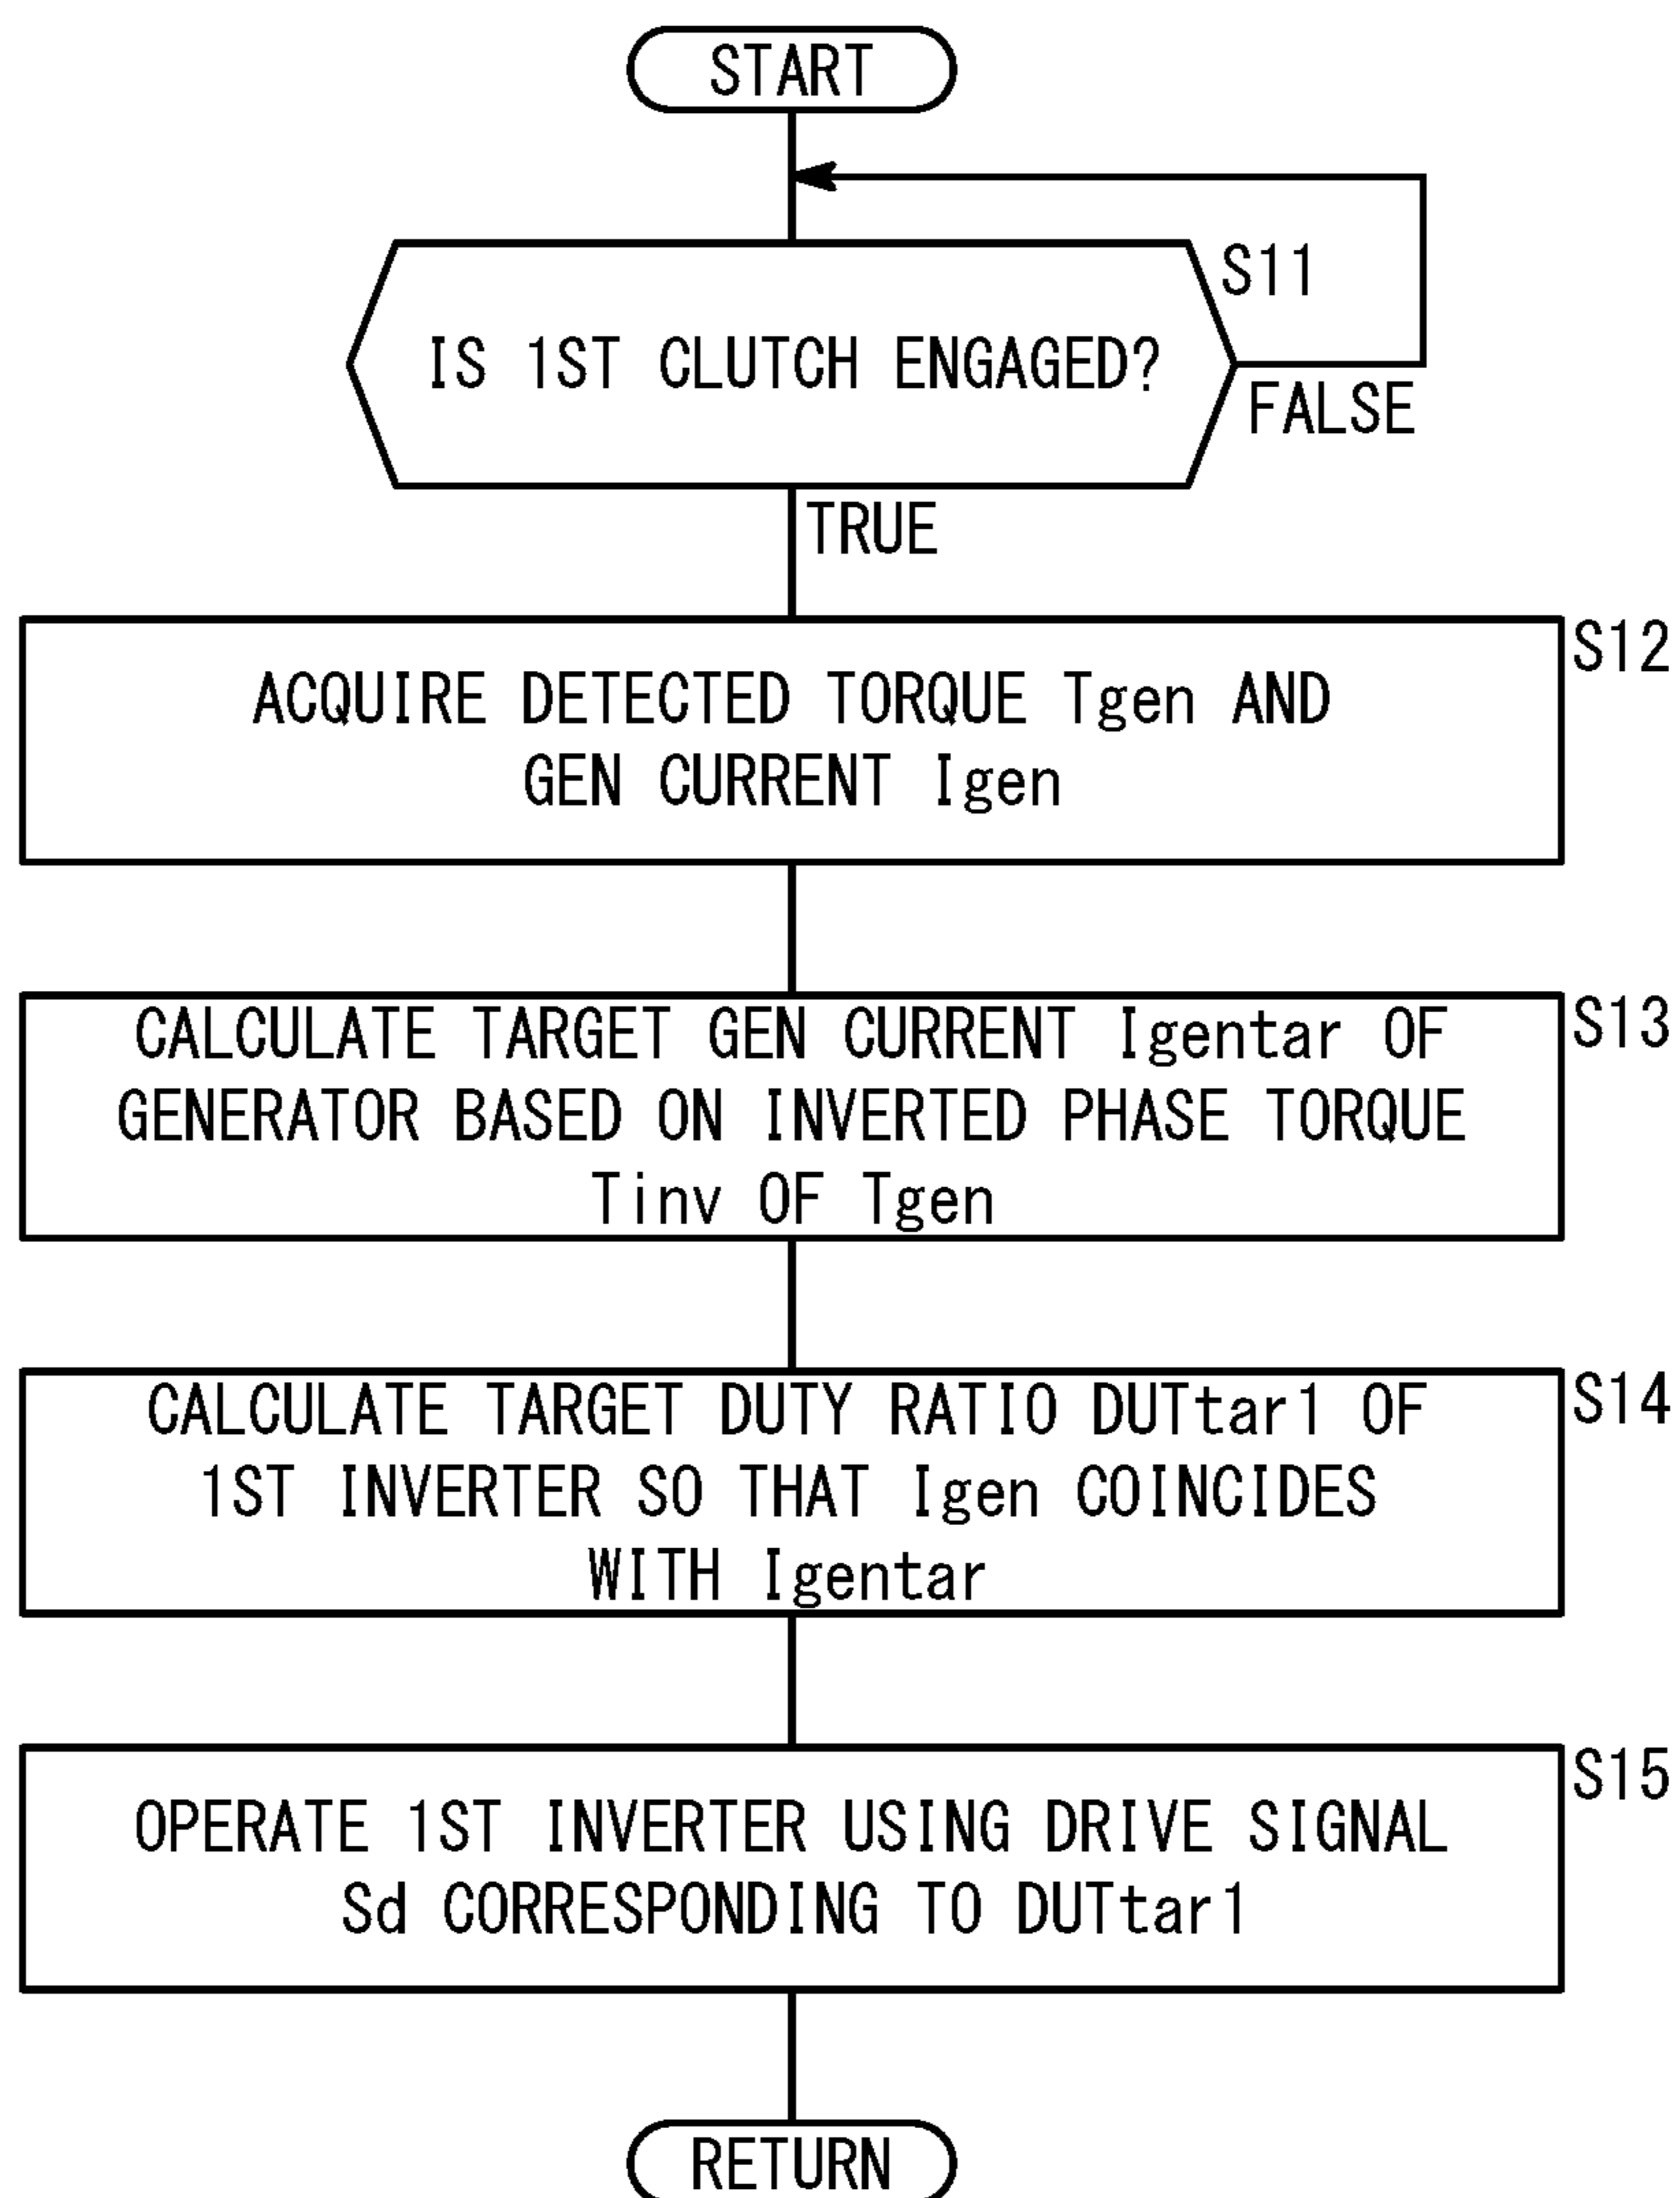 START
S11
IS 1ST CLUTCH ENGAGED?
FALSE
TRUE
S12
ACQUIRE DETECTED TORQUE Tgen AND
GEN CURRENT Igen
S13
CALCULATE TARGET GEN CURRENT Igentar OF
GENERATOR BASED ON INVERTED PHASE TORQUE
Tinv OF Tgen
S14
CALCULATE TARGET DUTY RATIO DUTtar1 OF
1ST INVERTER SO THAT Igen COINCIDES
WITH Igentar
S15
OPERATE 1ST INVERTER USING DRIVE SIGNAL
Sd CORRESPONDING TO DUTtar1
RETURN